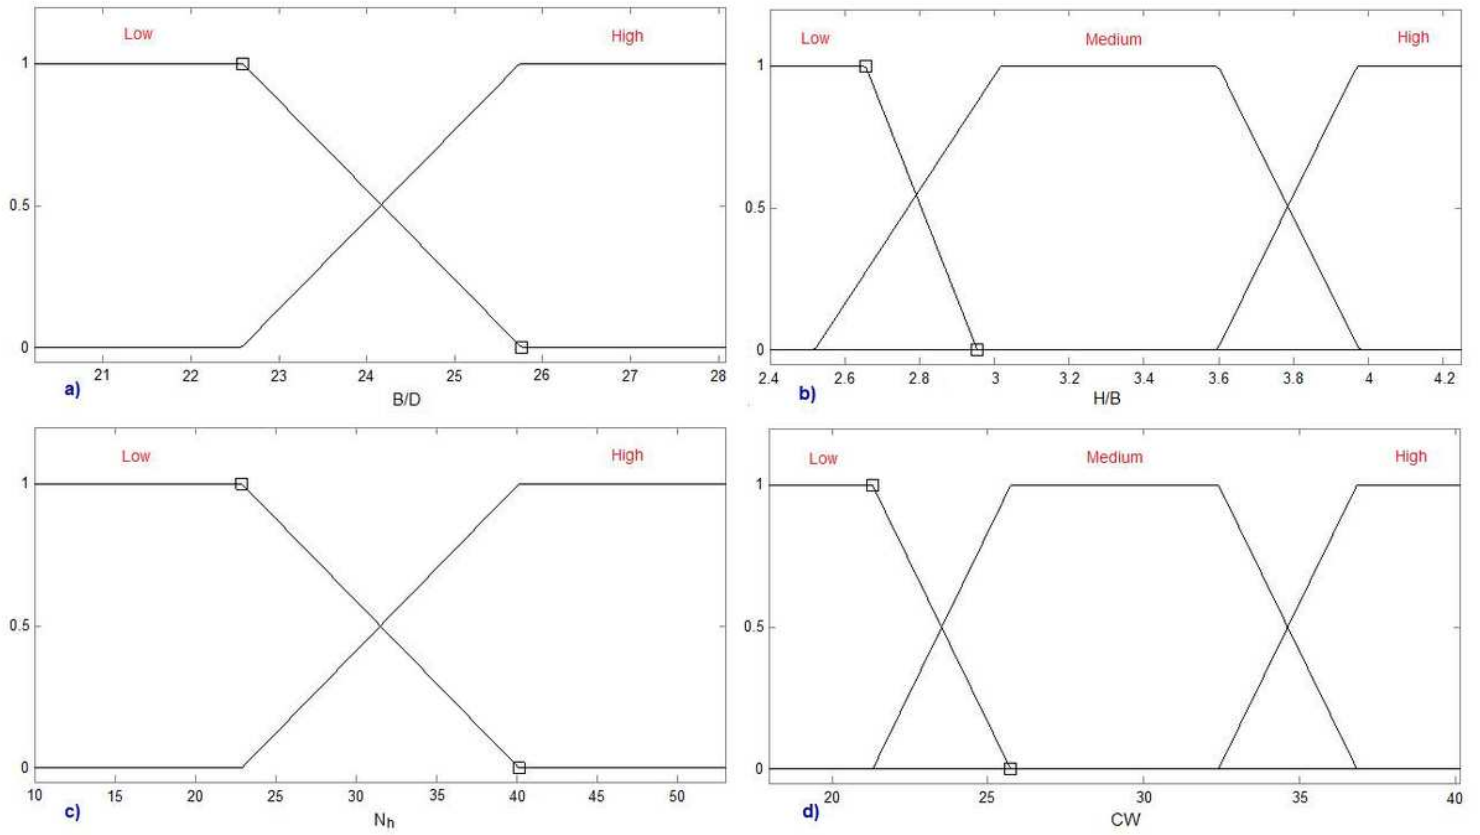 Low High
1
0.5
0
21 22 23 24 25 26 27 28
a) B/D
Low Medium High
1
0.5
0
2.4 2.6 2.8 3 3.2 3.4 3.6 3.8 4 4.2
b) H/B
Low High
1
0.5
0
10 15 20 25 30 35 40 45 50
c) Nh
Low Medium High
1
0.5
0
20 25 30 35 40
d) CW